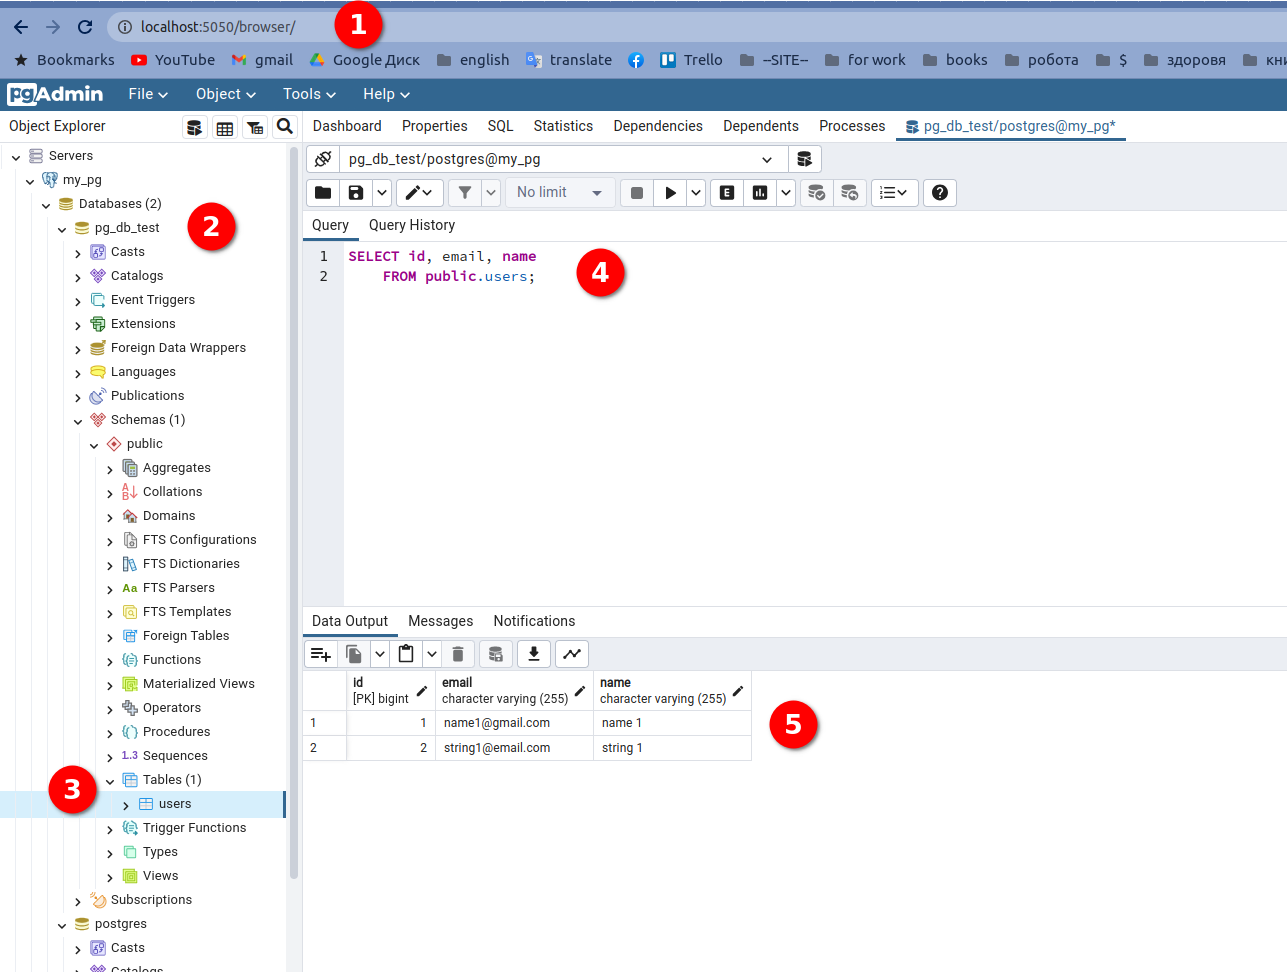 localhost:5050/browser/
1
Bookmarks YouTube gmail Google Диск english translate Trello --SITE-- for work books робота $ здоровя
pgAdmin File Object Tools Help
Object Explorer
Dashboard Properties SQL Statistics Dependencies Dependents Processes pg_db_test/postgres@my_pg*
Servers
my_pg
Databases (2)
pg_db_test
2
Casts
Catalogs
Event Triggers
Extensions
Foreign Data Wrappers
Languages
Publications
Schemas (1)
public
Aggregates
Collations
Domains
FTS Configurations
FTS Dictionaries
Aa FTS Parsers
FTS Templates
Foreign Tables
Functions
Materialized Views
Operators
Procedures
1..3 Sequences
Tables (1)
3
users
Trigger Functions
Types
Views
Subscriptions
postgres
Casts
Catalogs
pg_db_test/postgres@my_pg
No limit
E
Query Query History
1 SELECT id, email, name
2 FROM public.users;
4
Data Output Messages Notifications
id email name
[PK] bigint character varying (255) character varying (255)
1 1 name1@gmail.com name 1
2 2 string1@email.com string 1
5